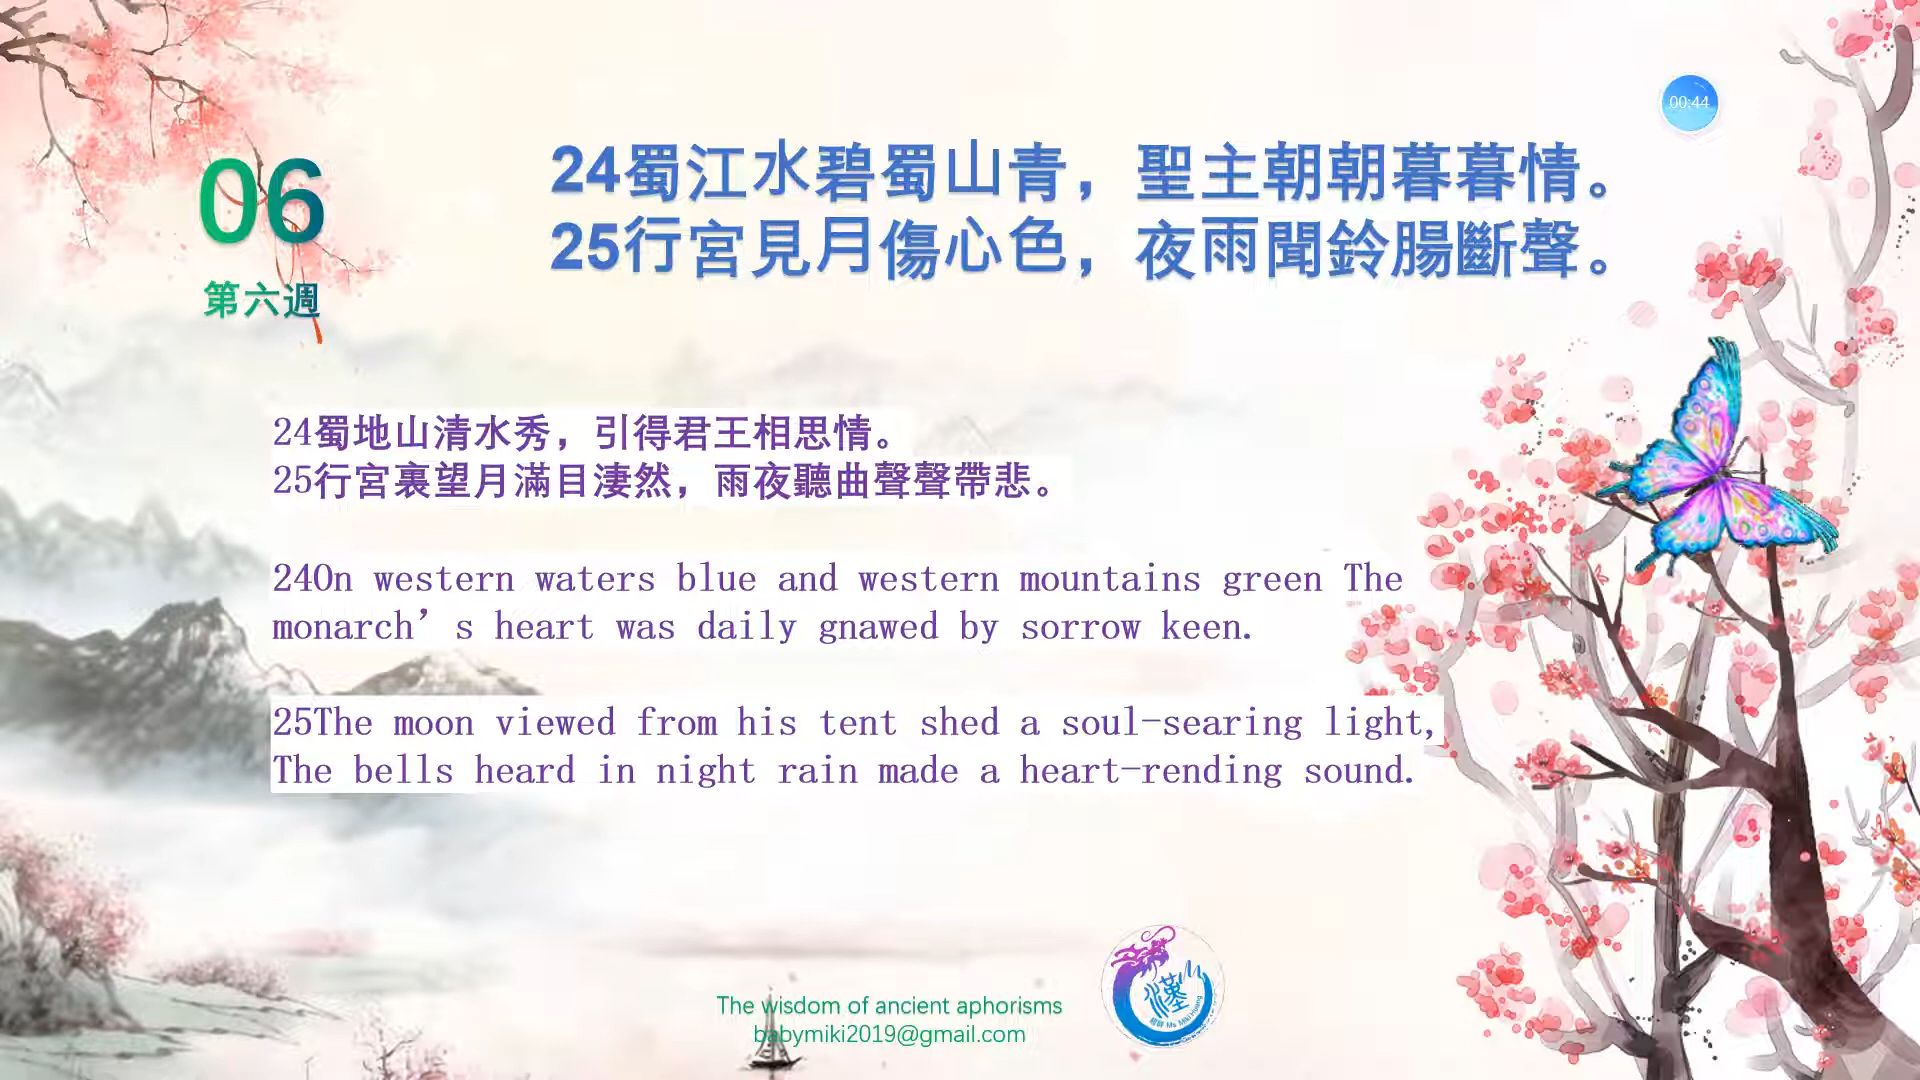 00:44
06
第六週
24蜀江水碧蜀山青，聖主朝朝暮暮情。
25行宮見月傷心色，夜雨聞鈴腸斷聲。
24蜀地山清水秀，引得君王相思情。
25行宮裏望月滿目淒然，雨夜聽曲聲聲帶悲。
24On western waters blue and western mountains green The
monarch’s heart was daily gnawed by sorrow keen.
25The moon viewed from his tent shed a soul-searing light,
The bells heard in night rain made a heart-rending sound.
The wisdom of ancient aphorisms
babymiki2019@gmail.com